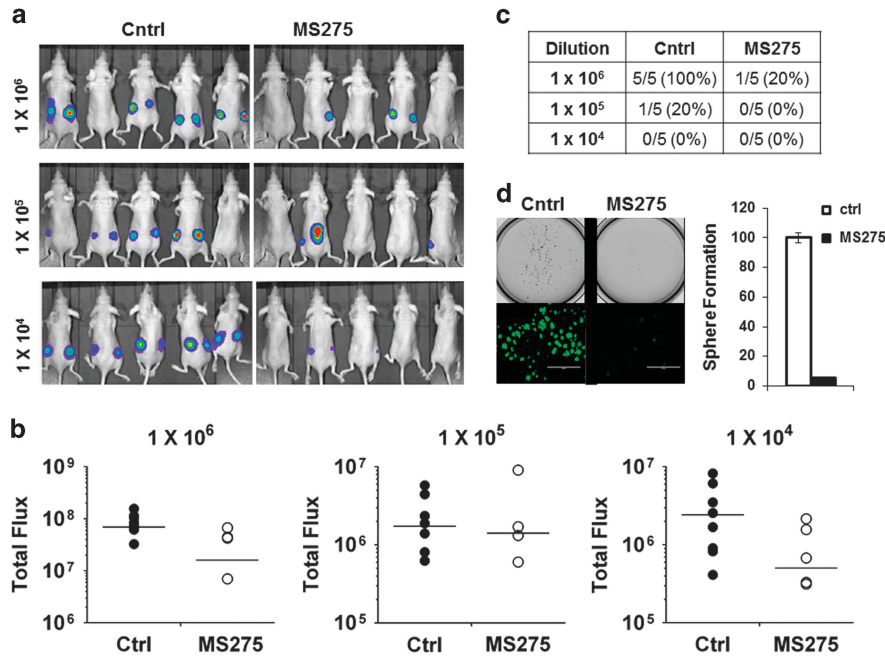 a
Cntrl
MS275
1 X 10⁶
1 X 10⁵
1 X 10⁴
c
Dilution Cntrl MS275
1 x 10⁶ 5/5 (100%) 1/5 (20%)
1 x 10⁵ 1/5 (20%) 0/5 (0%)
1 x 10⁴ 0/5 (0%) 0/5 (0%)
d
Cntrl
MS275
Sphere Formation
120
100
80
60
40
20
0
ctrl
MS275
b
1 X 10⁶
Total Flux
10⁹
10⁸
10⁷
10⁶
Ctrl
MS275
1 X 10⁵
Total Flux
10⁷
10⁶
10⁵
Ctrl
MS275
1 X 10⁴
Total Flux
10⁷
10⁶
10⁵
Ctrl
MS275